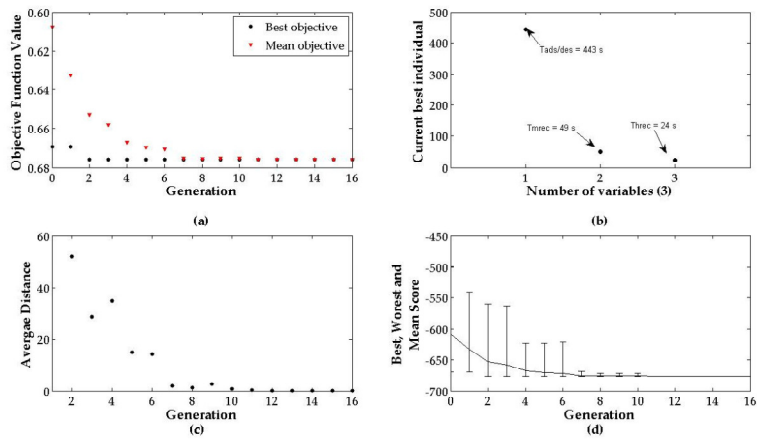 0.60
0.62
0.64
0.66
0.68
Objective Function Value
Best objective
Mean objective
0 2 4 6 8 10 12 14 16
Generation
(a)
500
400
300
200
100
0
Current best individual
Tads/des = 443 s
Tmrec = 49 s
Threc = 24 s
1 2 3
Number of variables (3)
(b)
60
40
20
0
Avergae Distance
2 4 6 8 10 12 14 16
Generation
(c)
-450
-500
-550
-600
-650
-700
Best, Worest and
Mean Score
0 2 4 6 8 10 12 14 16
Generation
(d)